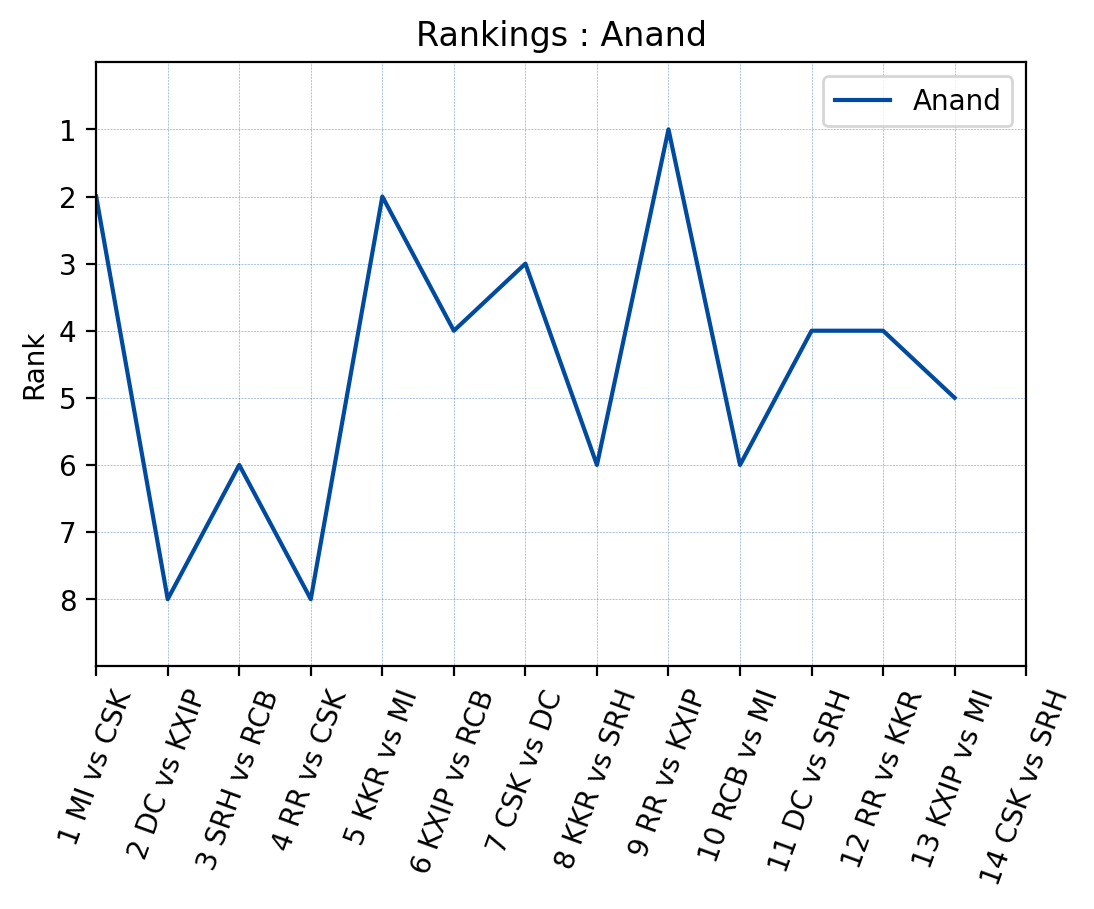 Rankings : Anand
Anand
Rank
1
2
3
4
5
6
7
8
1 MI vs CSK
2 DC vs KXIP
3 SRH vs RCB
4 RR vs CSK
5 KKR vs MI
6 KXIP vs RCB
7 CSK vs DC
8 KKR vs SRH
9 RR vs KXIP
10 RCB vs MI
11 DC vs SRH
12 RR vs KKR
13 KXIP vs MI
14 CSK vs SRH